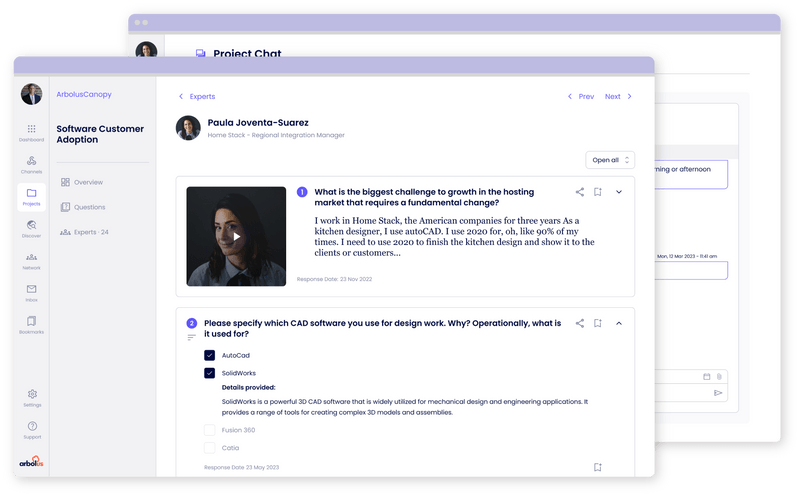 Project Chat
ArbolusCanopy
Software Customer
Adoption
Dashboard
Channels
Projects
Discover
Network
Inbox
Bookmarks
Settings
Support
arbolus
Overview
Questions
Experts · 24
Experts
Prev
Next
Paula Joventa-Suarez
Home Stack - Regional Integration Manager
Open all
1
What is the biggest challenge to growth in the hosting
market that requires a fundamental change?
I work in Home Stack, the American companies for three years As a
kitchen designer, I use autoCAD. I use 2020 for, oh, like 90% of my
times. I need to use 2020 to finish the kitchen design and show it to the
clients or customers...
Response Date: 23 Nov 2022
2
Please specify which CAD software you use for design work. Why? Operationally, what is
it used for?
AutoCad
SolidWorks
Details provided:
SolidWorks is a powerful 3D CAD software that is widely utilized for mechanical design and engineering applications. It
provides a range of tools for creating complex 3D models and assemblies.
Fusion 360
Catia
Response Date 23 May 2023
or afternoon
Mon, 12 Mar 2023 - 11:41 am